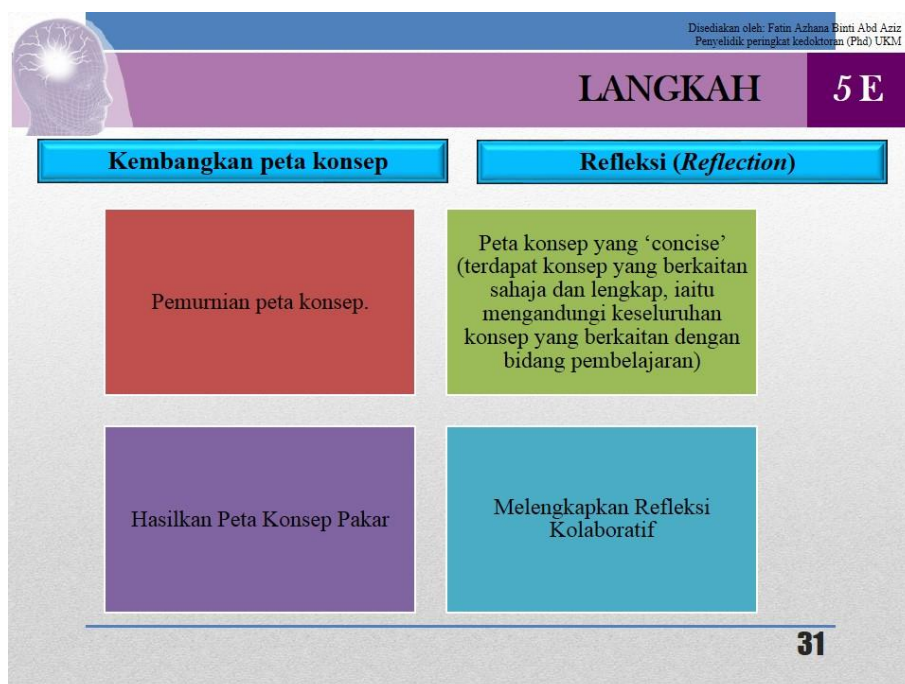 Disediakan oleh: Fatin Azhana Binti Abd Aziz
Penyelidik peringkat kedoktoran (Phd) UKM
LANGKAH
5 E
Kembangkan peta konsep
Refleksi (Reflection)
Pemurnian peta konsep.
Peta konsep yang ‘concise’
(terdapat konsep yang berkaitan
sahaja dan lengkap, iaitu
mengandungi keseluruhan
konsep yang berkaitan dengan
bidang pembelajaran)
Hasilkan Peta Konsep Pakar
Melengkapkan Refleksi
Kolaboratif
31